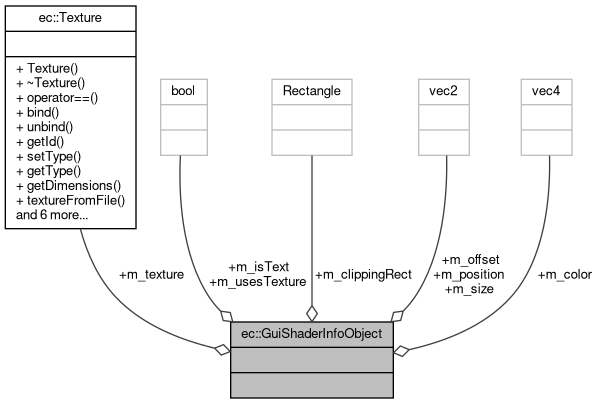 ec::Texture
+ Texture()
+ ~Texture()
+ operator==()
+ bind()
+ unbind()
+ getId()
+ setType()
+ getType()
+ getDimensions()
+ textureFromFile()
and 6 more...
bool
Rectangle
vec2
vec4
+m_texture
+m_isText
+m_usesTexture
+m_clippingRect
+m_offset
+m_position
+m_size
+m_color
ec::GuiShaderInfoObject